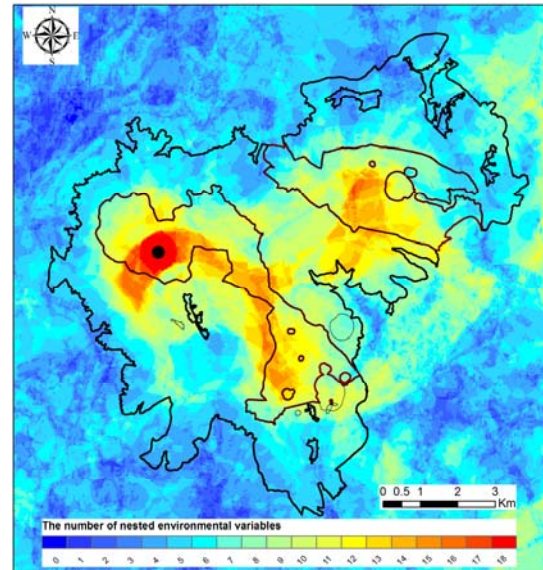 N
W E
S
0 0.5 1 2 3
Km
The number of nested environmental variables
0 1 2 3 4 5 6 7 8 9 10 11 12 13 14 15 16 17 18